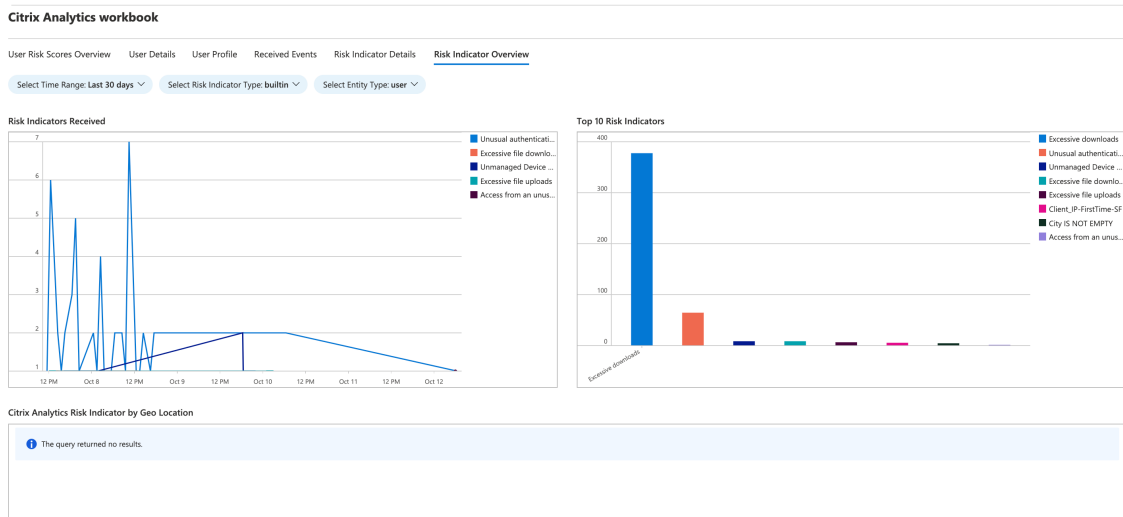 Citrix Analytics workbook
User Risk Scores Overview User Details User Profile Received Events Risk Indicator Details Risk Indicator Overview
Select Time Range: Last 30 days Select Risk Indicator Type: builtin Select Entity Type: user
Risk Indicators Received
7
6
5
4
3
2
1
12 PM Oct 8 12 PM Oct 9 12 PM Oct 10 12 PM Oct 11 12 PM Oct 12
Unusual authenticati...
Excessive file downlo...
Unmanaged Device ...
Excessive file uploads
Access from an unus...
Top 10 Risk Indicators
400
300
200
100
0
Excessive downloads
Excessive downloads
Unusual authenticati...
Unmanaged Device ...
Excessive file downlo...
Excessive file uploads
Client_IP-FirstTime-SF
City IS NOT EMPTY
Access from an unus...
Citrix Analytics Risk Indicator by Geo Location
The query returned no results.